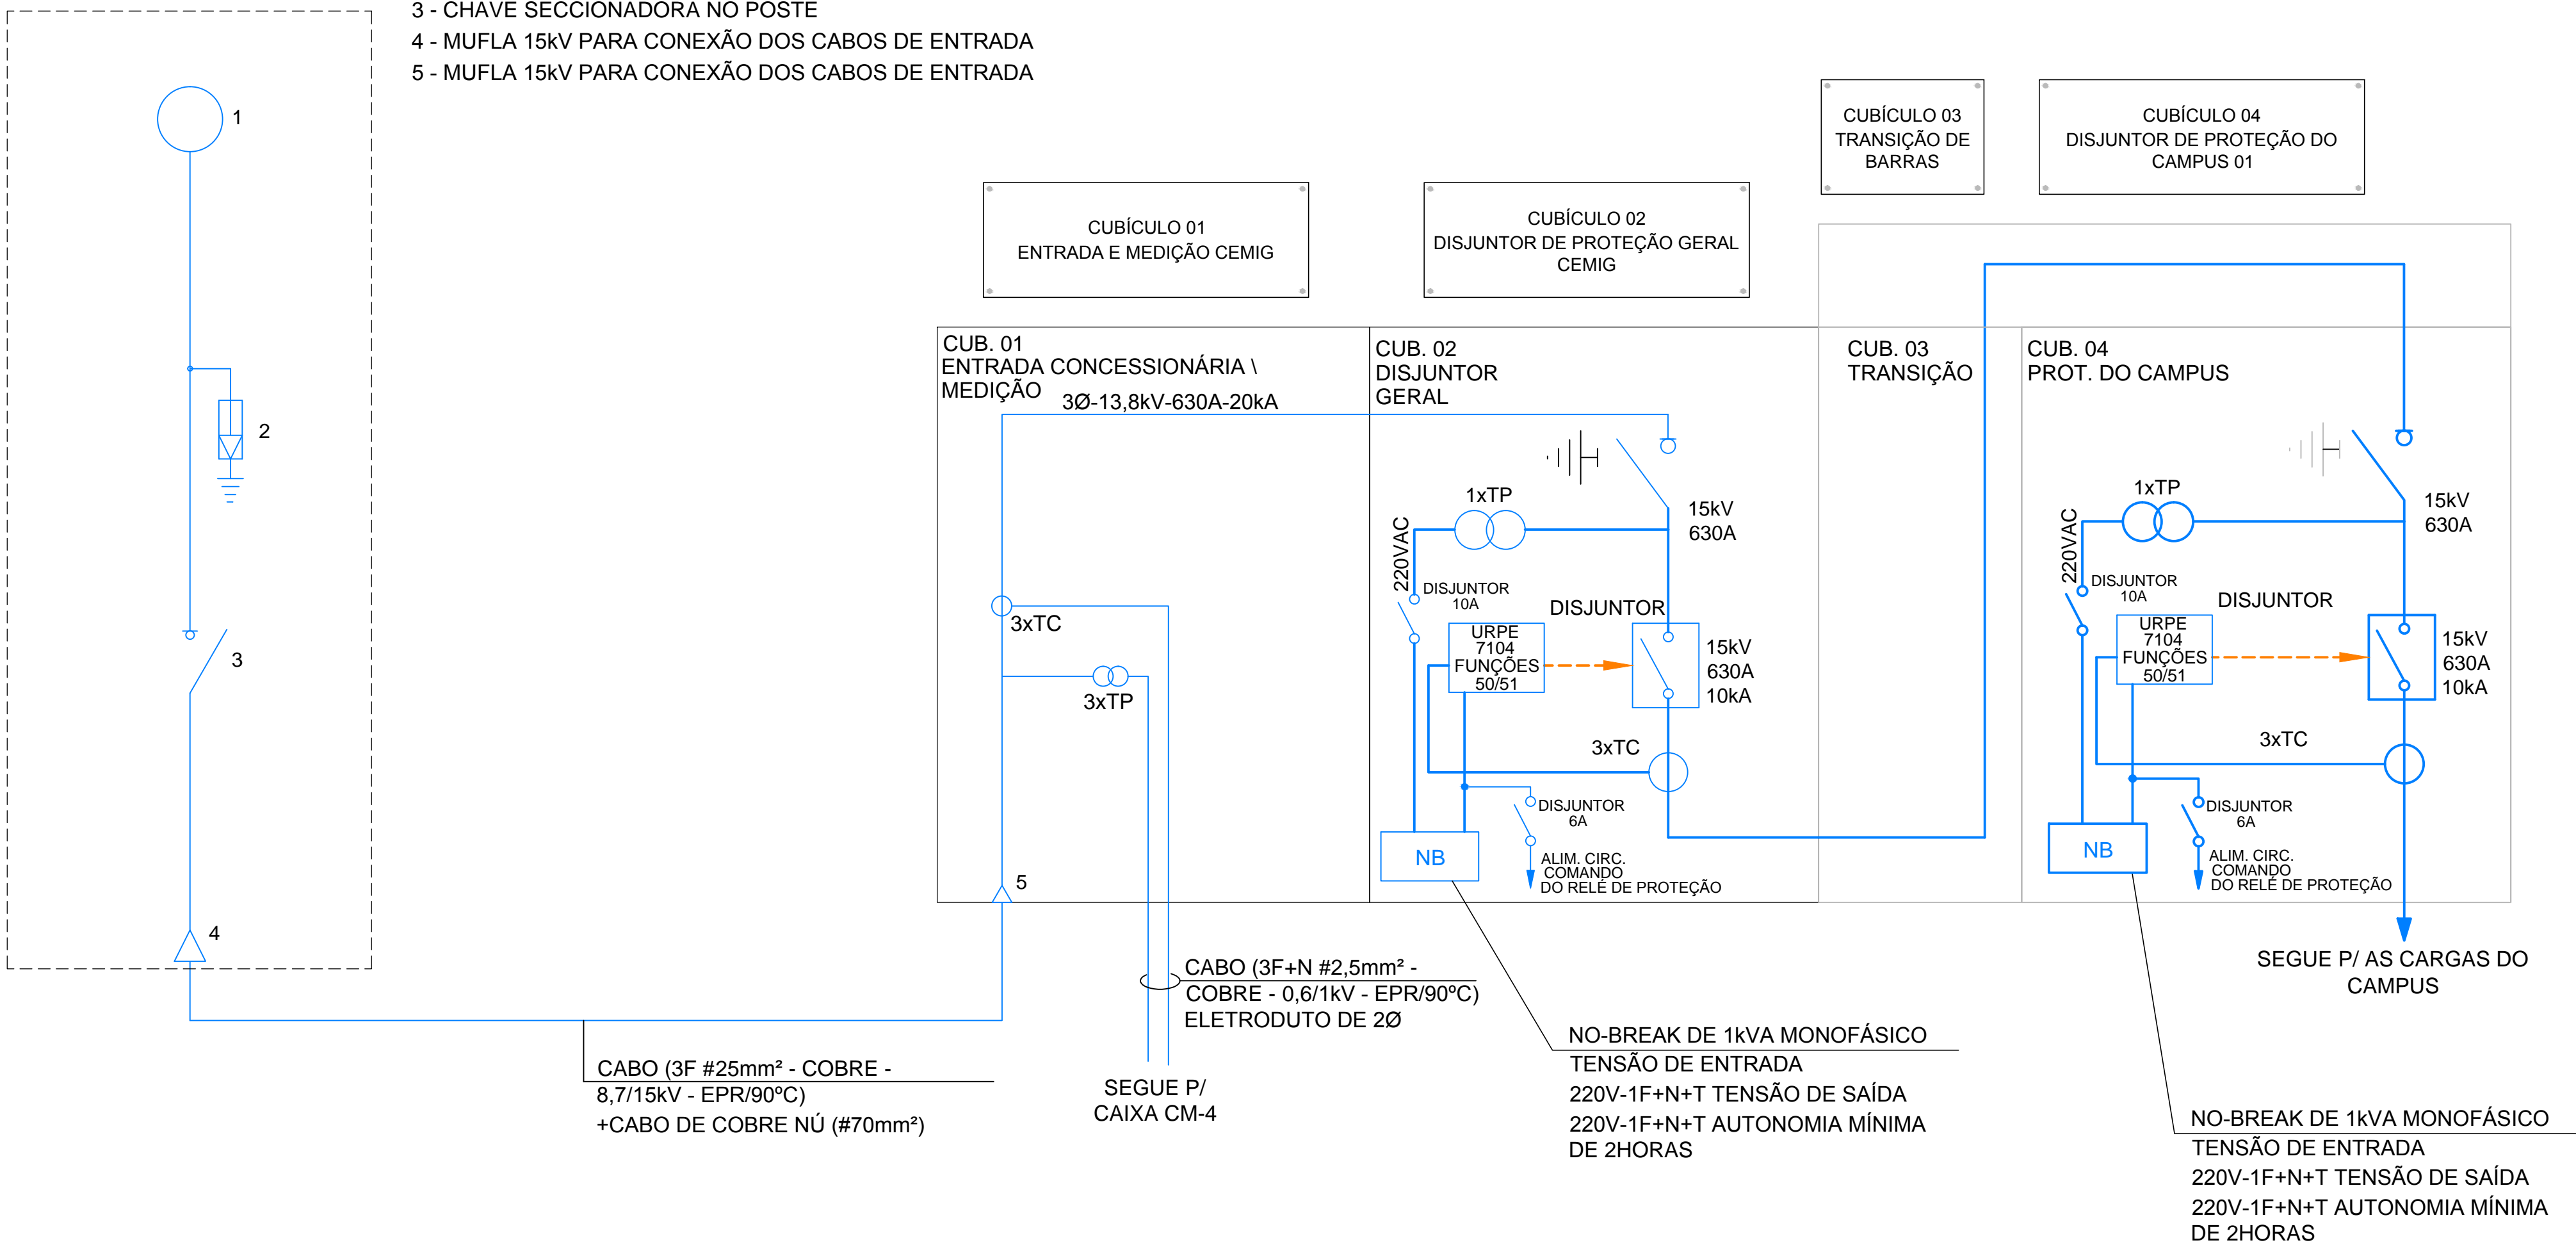 3 - CHAVE SECCIONADORA NO POSTE
4 - MUFLA 15kV PARA CONEXÃO DOS CABOS DE ENTRADA
5 - MUFLA 15kV PARA CONEXÃO DOS CABOS DE ENTRADA
1
2
3
4
CUBÍCULO 01
ENTRADA E MEDIÇÃO CEMIG
CUBÍCULO 02
DISJUNTOR DE PROTEÇÃO GERAL
CEMIG
CUBÍCULO 03
TRANSIÇÃO DE
BARRAS
CUBÍCULO 04
DISJUNTOR DE PROTEÇÃO DO
CAMPUS 01
CUB. 01
ENTRADA CONCESSIONÁRIA \
MEDIÇÃO
3Ø-13,8kV-630A-20kA
3xTC
3xTP
5
CUB. 02
DISJUNTOR
GERAL
1xTP
15kV
630A
220VAC
DISJUNTOR
10A
DISJUNTOR
URPE
7104
FUNÇÕES
50/51
15kV
630A
10kA
3xTC
DISJUNTOR
6A
NB
ALIM. CIRC.
COMANDO
DO RELÉ DE PROTEÇÃO
CUB. 03
TRANSIÇÃO
CUB. 04
PROT. DO CAMPUS
1xTP
15kV
630A
220VAC
DISJUNTOR
10A
DISJUNTOR
URPE
7104
FUNÇÕES
50/51
15kV
630A
10kA
3xTC
DISJUNTOR
6A
NB
ALIM. CIRC.
COMANDO
DO RELÉ DE PROTEÇÃO
SEGUE P/ AS CARGAS DO
CAMPUS
CABO (3F #25mm² - COBRE -
8,7/15kV - EPR/90ºC)
+CABO DE COBRE NÚ (#70mm²)
CABO (3F+N #2,5mm² -
COBRE - 0,6/1kV - EPR/90ºC)
ELETRODUTO DE 2Ø
SEGUE P/
CAIXA CM-4
NO-BREAK DE 1kVA MONOFÁSICO
TENSÃO DE ENTRADA
220V-1F+N+T TENSÃO DE SAÍDA
220V-1F+N+T AUTONOMIA MÍNIMA
DE 2HORAS
NO-BREAK DE 1kVA MONOFÁSICO
TENSÃO DE ENTRADA
220V-1F+N+T TENSÃO DE SAÍDA
220V-1F+N+T AUTONOMIA MÍNIMA
DE 2HORAS